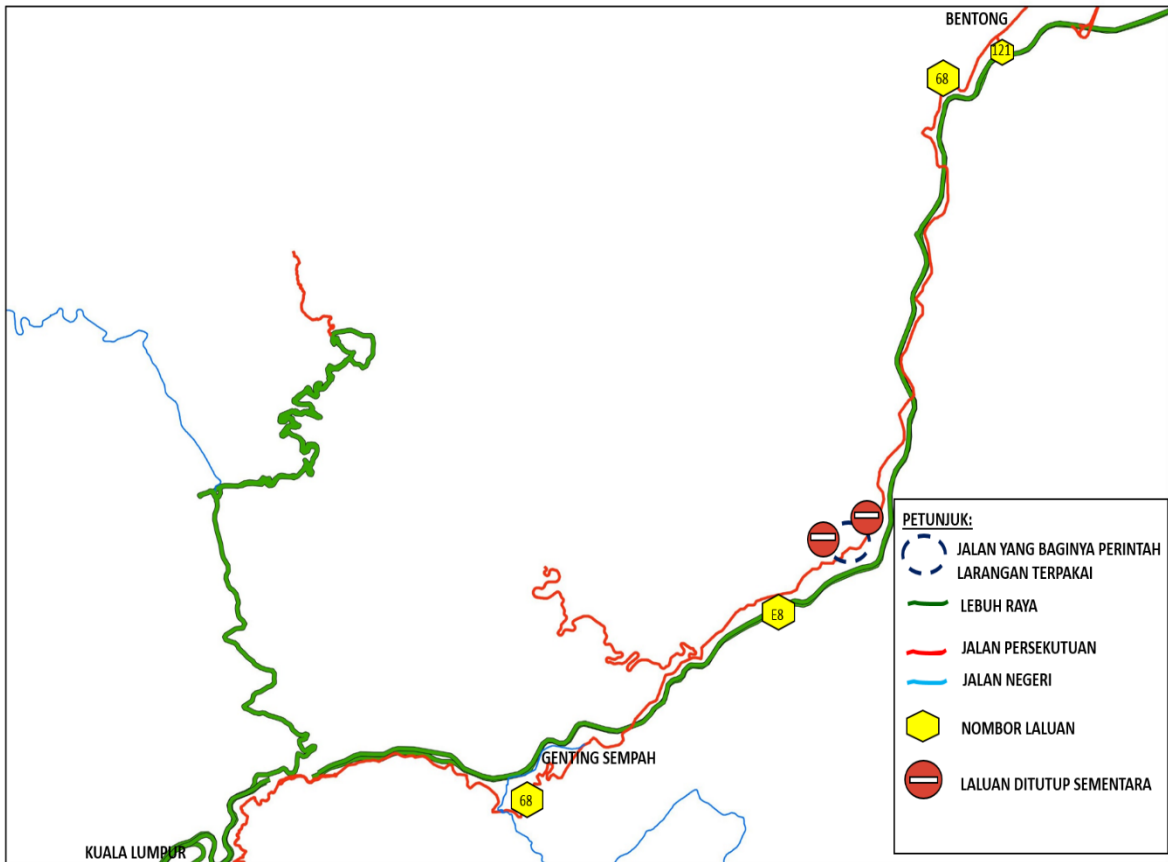 BENTONG
121
68
PETUNJUK:
JALAN YANG BAGINYA PERINTAH
LARANGAN TERPAKAI
LEBUH RAYA
JALAN PERSEKUTUAN
JALAN NEGERI
NOMBOR LALUAN
LALUAN DITUTUP SEMENTARA
E8
GENTING SEMPAH
68
KUALA LUMPUR